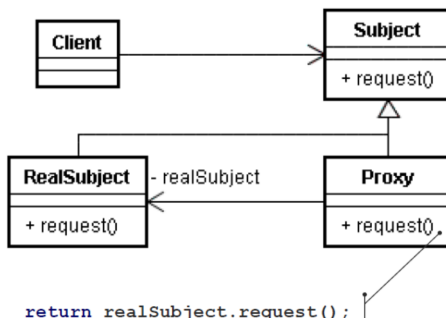 Subject
Client
+ request()
RealSubject
- realSubject
Proxy
+ request()
+ request()
return realSubject.request();